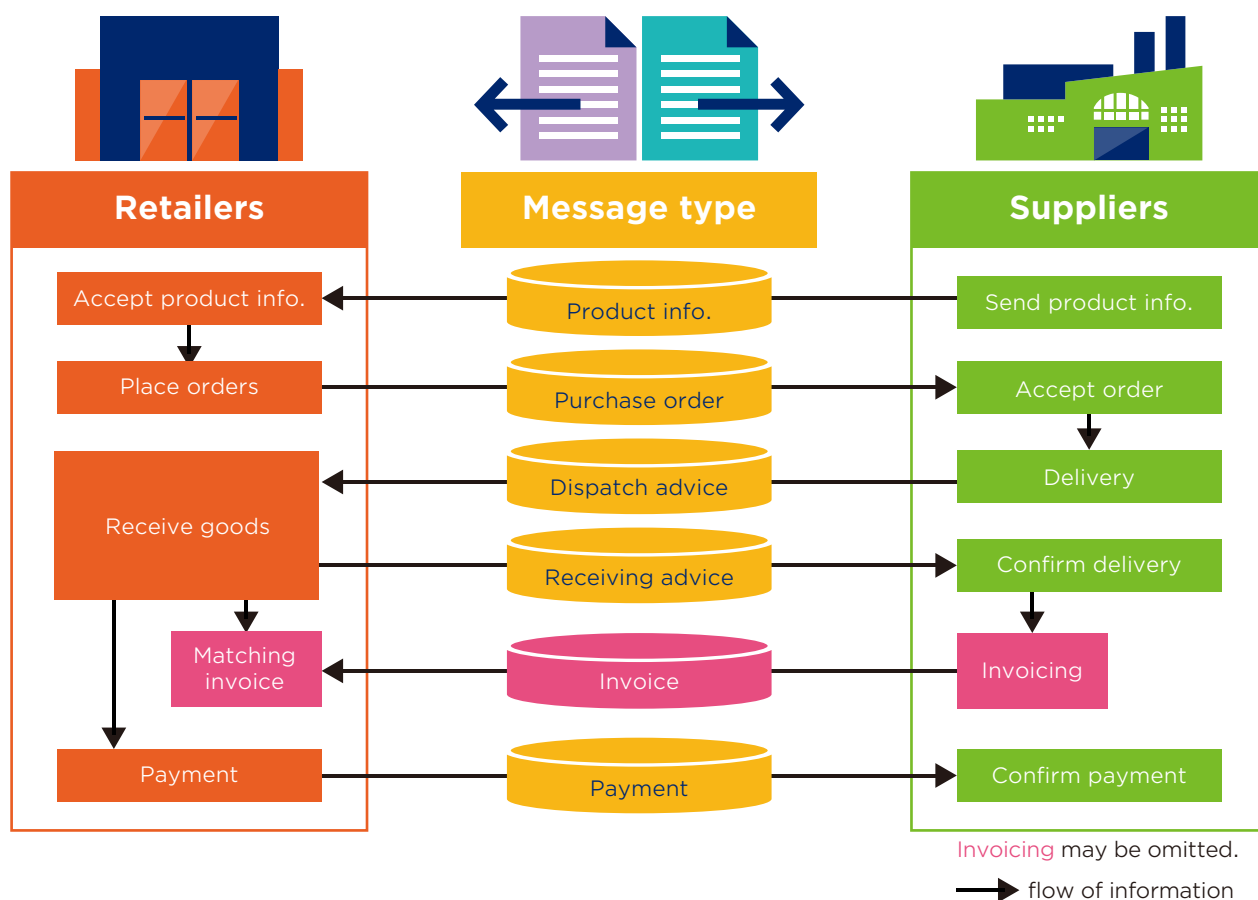 Retailers
Message type
Suppliers
Accept product info.
Product info.
Send product info.
Place orders
Purchase order
Accept order
Receive goods
Dispatch advice
Delivery
Receiving advice
Confirm delivery
Matching
invoice
Invoice
Invoicing
Payment
Payment
Confirm payment
Invoicing may be omitted.
flow of information